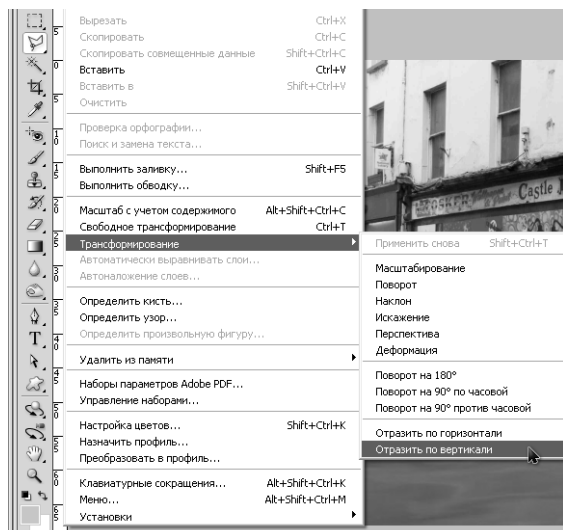 Вырезать Ctrl+X
Скопировать Ctrl+C
Скопировать совмещенные данные Shift+Ctrl+C
Вставить Ctrl+V
Вставить в Shift+Ctrl+V
Очистить
Проверка орфографии...
Поиск и замена текста...
Выполнить заливку... Shift+F5
Выполнить обводку...
Масштаб с учетом содержимого Alt+Shift+Ctrl+C
Свободное трансформирование Ctrl+T
Трансформирование
Автоматически выравнивать слои...
Автоналожение слоев...
Определить кисть...
Определить узор...
Определить произвольную фигуру...
Удалить из памяти
Наборы параметров Adobe PDF...
Управление наборами...
Настройка цветов... Shift+Ctrl+K
Назначить профиль...
Преобразовать в профиль...
Клавиатурные сокращения... Alt+Shift+Ctrl+K
Меню... Alt+Shift+Ctrl+M
Установки
Применить снова Shift+Ctrl+T
Масштабирование
Поворот
Наклон
Искажение
Перспектива
Деформация
Поворот на 180°
Поворот на 90° по часовой
Поворот на 90° против часовой
Отразить по горизонтали
Отразить по вертикали
Castle